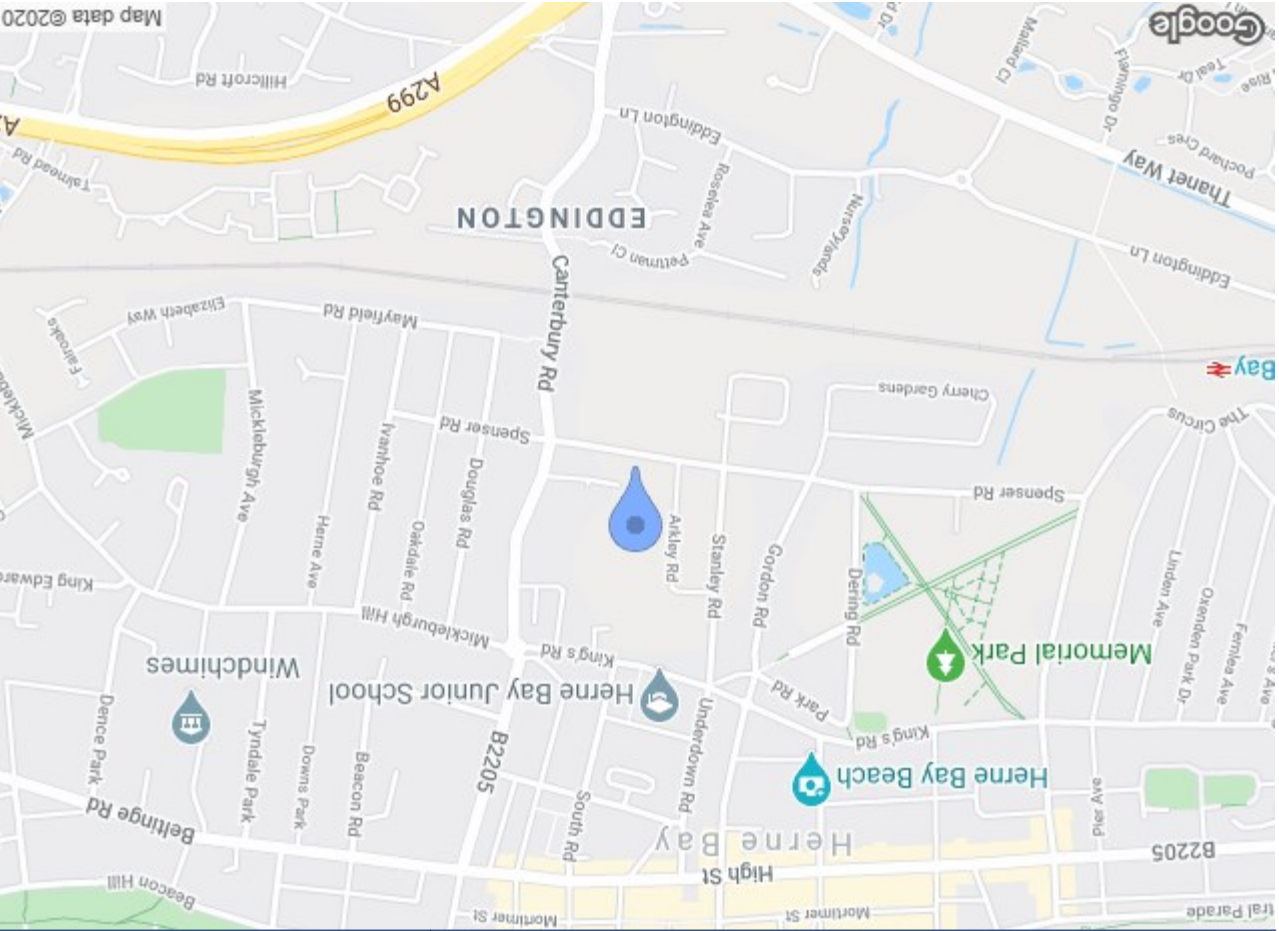 tral Parade
Mortimer St
Mortimer St
Beacon Hill
B2205
High St
Herne Bay
Beltinge Rd
Pier Ave
South Rd
Herne Bay Beach
Underdown Rd
B2205
Beacon Rd
Downs Park
Tyndale Park
Dence Park
King's Rd
Park Rd
Herne Bay Junior School
Windchimes
Memorial Park
King's Rd
Mickleburgh Hill
Fernlea Ave
Oxenden Park Dr
Linden Ave
Dering Rd
Gordon Rd
Stanley Rd
Arkley Rd
King Edwar
Herne Ave
Oakdale Rd
Douglas Rd
Spenser Rd
Ivanhoe Rd
Mickleburgh Ave
Spenser Rd
The Circus
Cherry Gardens
Bay
Mickleb
Fairoaks
Canterbury Rd
Mayfield Rd
Elizabeth Way
Eddington Ln
Nurserylands
Pettman Cl
Roselea Ave
EDDINGTON
Thanet Way
Talmead Rd
Pochard Cres
Eddington Ln
A2
A299
Rise
Teal Dr
Flamingo Dr
Mallard Cl
d Dr
Hillcroft Rd
Google
Map data ©2020